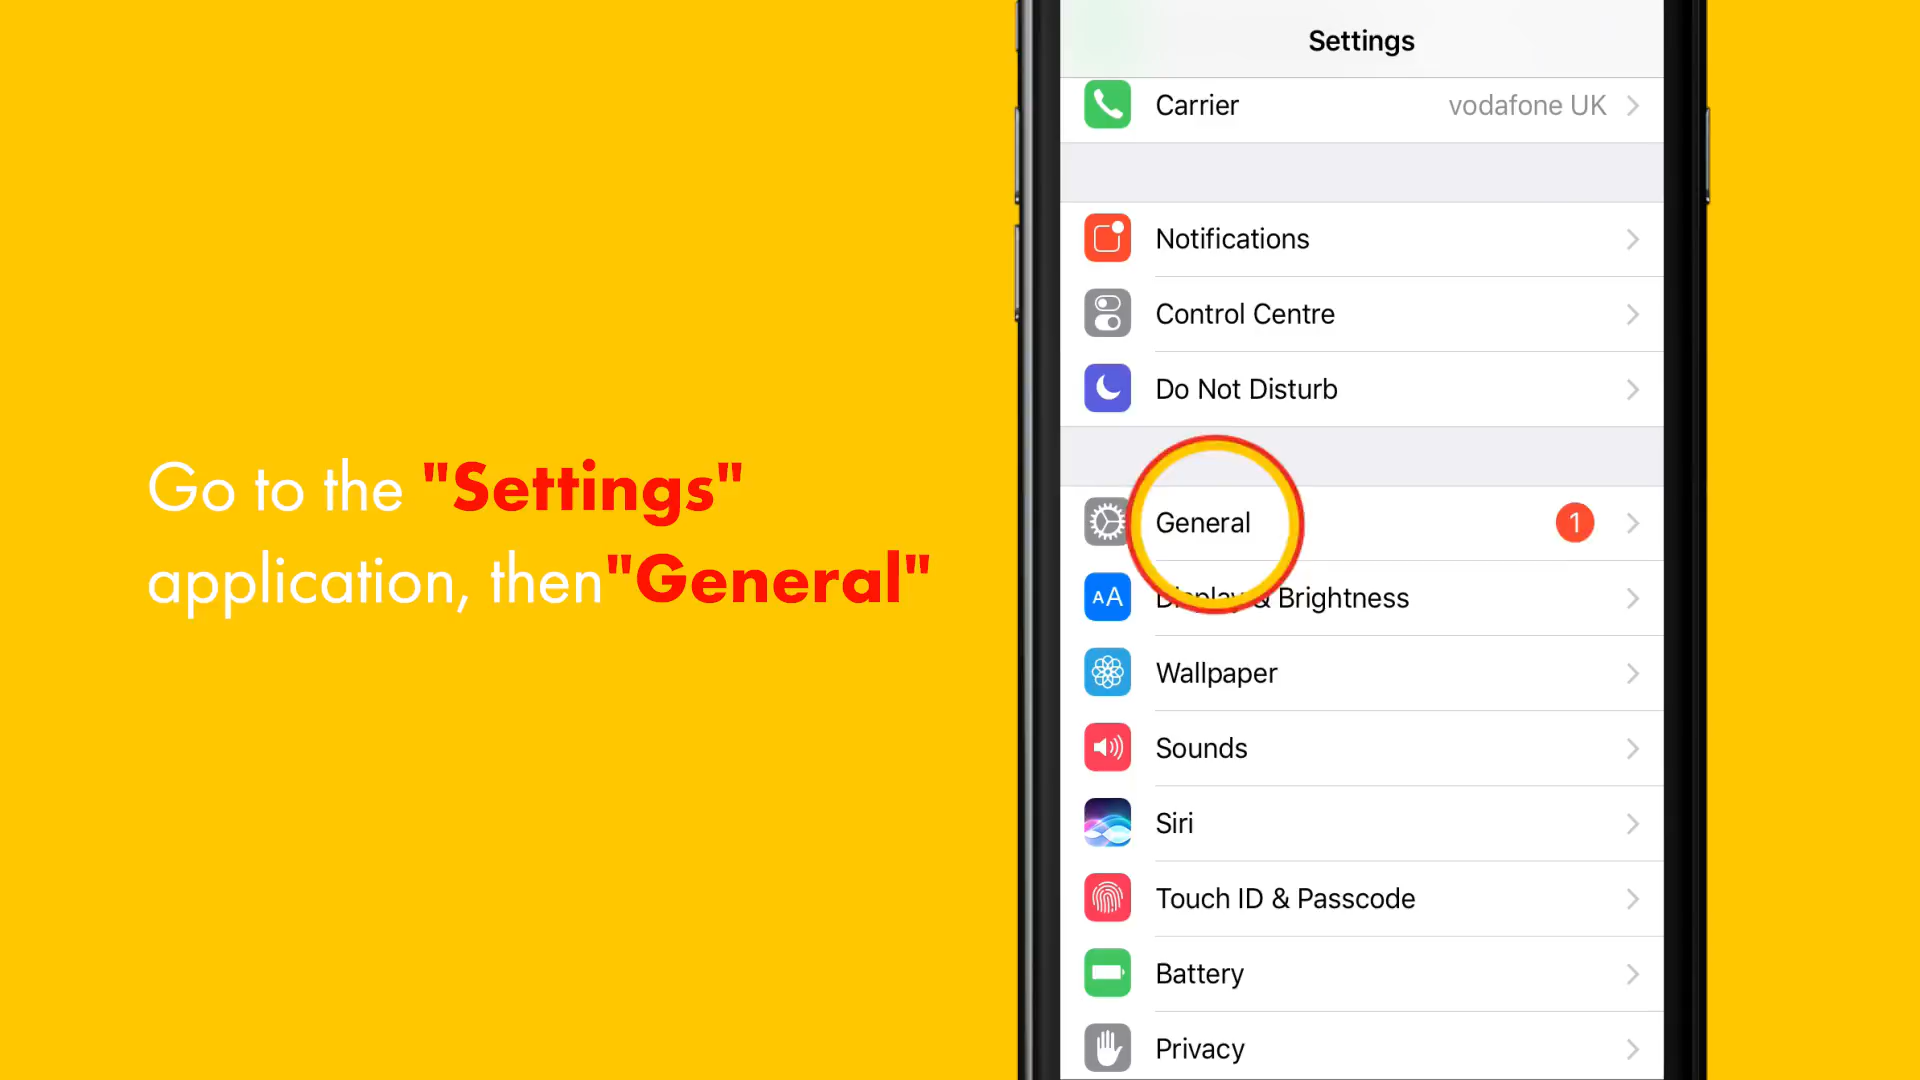 Go to the "Settings"
application, then"General"
Settings
Carrier vodafone UK
Notifications
Control Centre
Do Not Disturb
General 1
Display & Brightness
Wallpaper
Sounds
Siri
Touch ID & Passcode
Battery
Privacy